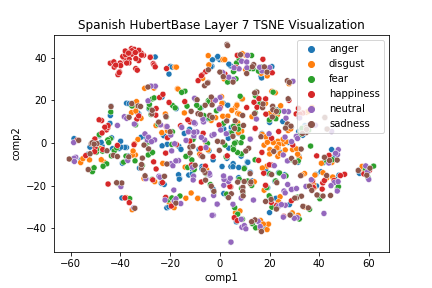 Spanish HubertBase Layer 7 TSNE Visualization
anger
disgust
fear
happiness
neutral
sadness
40
20
0
−20
−40
comp2
−60 −40 −20 0 20 40 60
comp1